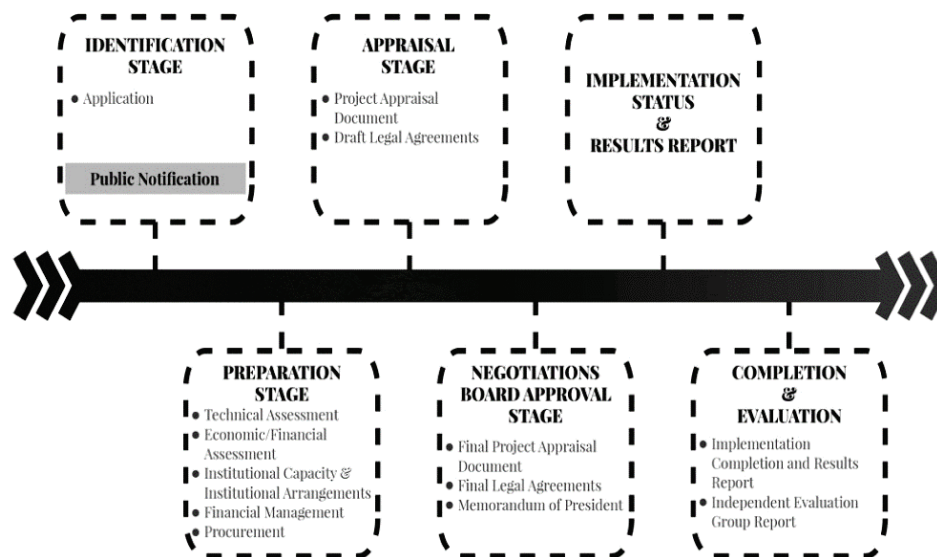 IDENTIFICATION
STAGE
● Application
Public Notification
APPRAISAL
STAGE
● Project Appraisal
Document
● Draft Legal Agreements
IMPLEMENTATION
STATUS
&
RESULTS REPORT
PREPARATION
STAGE
● Technical Assessment
● Economic/Financial
Assessment
● Institutional Capacity &
Institutional Arrangements
● Financial Management
● Procurement
NEGOTIATIONS
BOARD APPROVAL
STAGE
● Final Project Appraisal
Document
● Final Legal Agreements
● Memorandum of President
COMPLETION
&
EVALUATION
● Implementation
Completion and Results
Report
● Independent Evaluation
Group Report